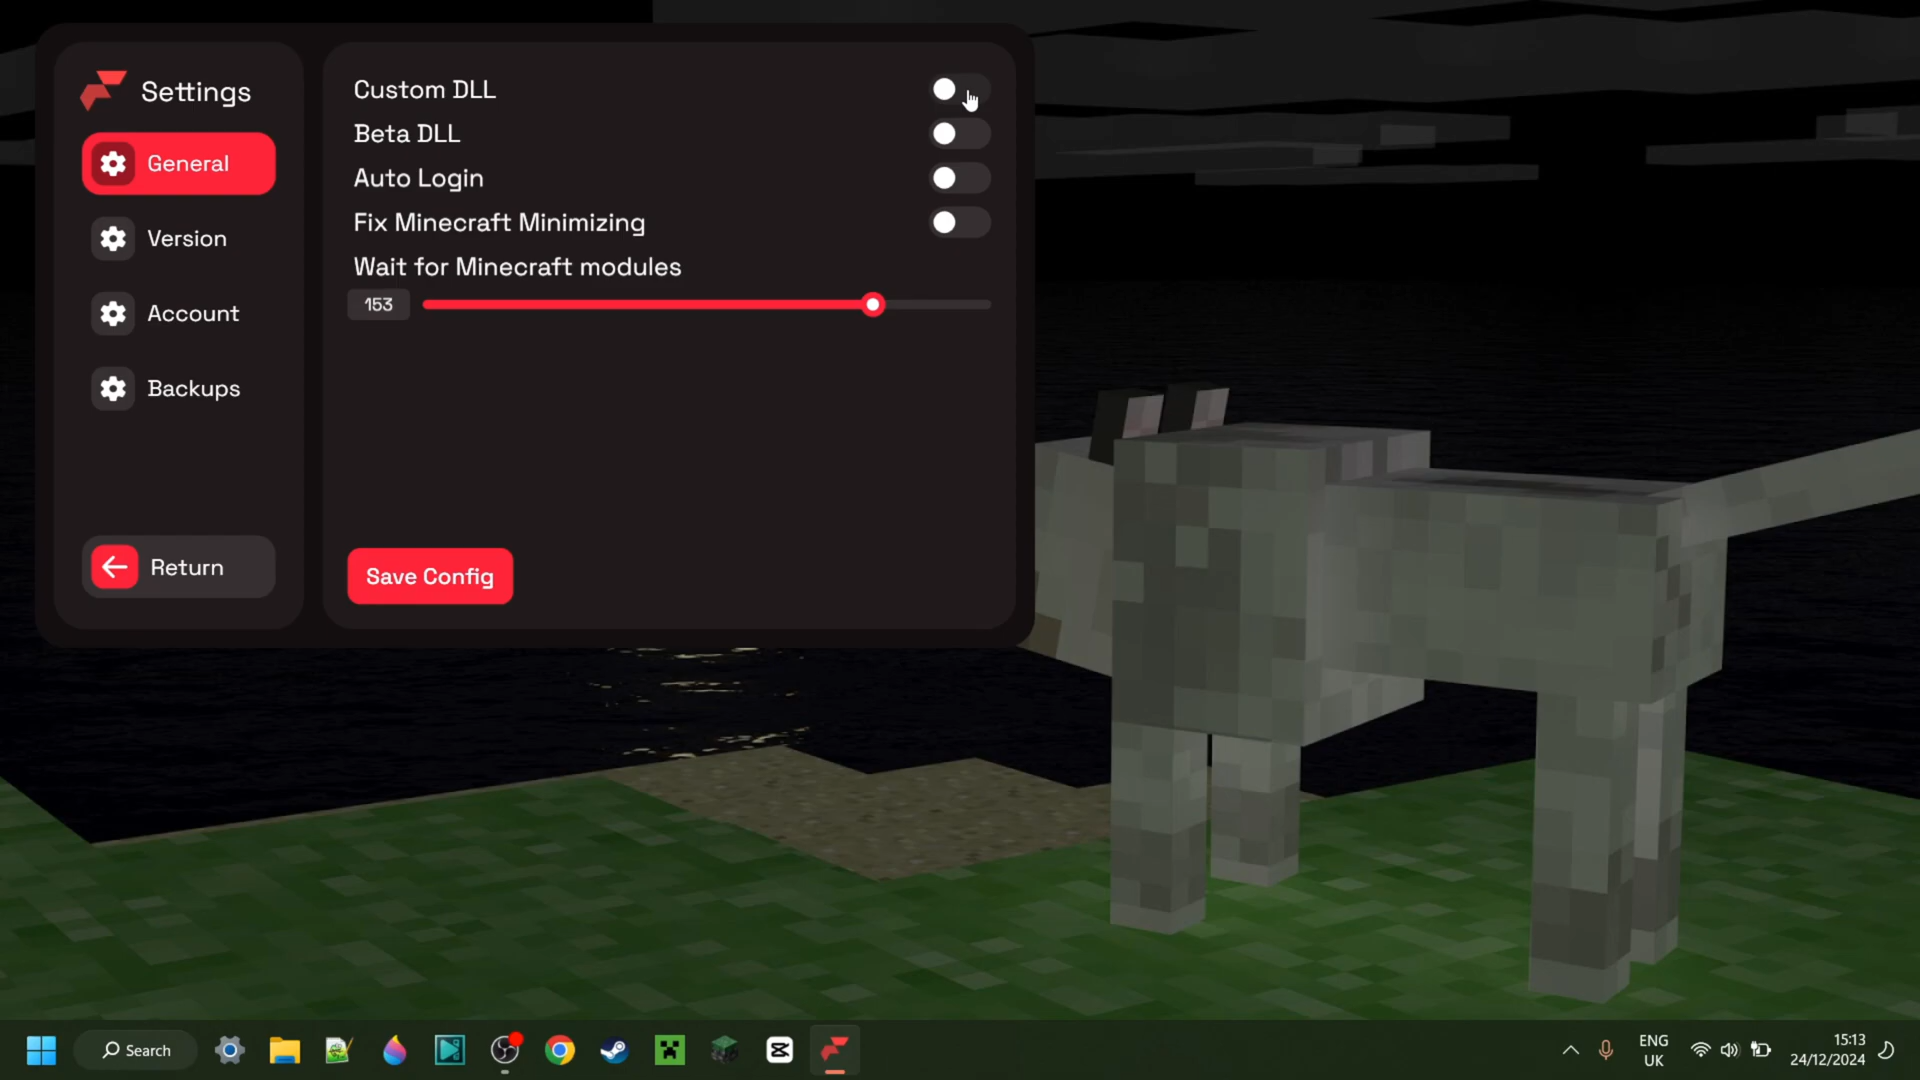 Settings
General
Version
Account
Backups
Return
Custom DLL
Beta DLL
Auto Login
Fix Minecraft Minimizing
Wait for Minecraft modules
153
Save Config
Search
ENG
UK
15:13
24/12/2024